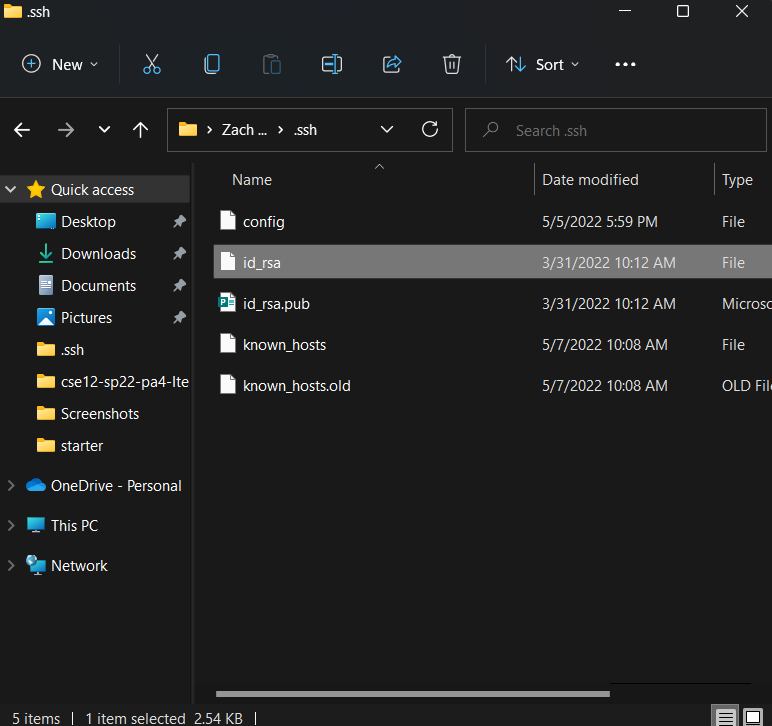 .ssh
New
Sort
Zach ... > .ssh
Search .ssh
Name Date modified Type
Quick access
Desktop
Downloads
Documents
Pictures
.ssh
cse12-sp22-pa4-Ite
Screenshots
starter
OneDrive - Personal
This PC
Network
config 5/5/2022 5:59 PM File
id_rsa 3/31/2022 10:12 AM File
id_rsa.pub 3/31/2022 10:12 AM Microsc
known_hosts 5/7/2022 10:08 AM File
known_hosts.old 5/7/2022 10:08 AM OLD File
5 items | 1 item selected 2.54 KB |